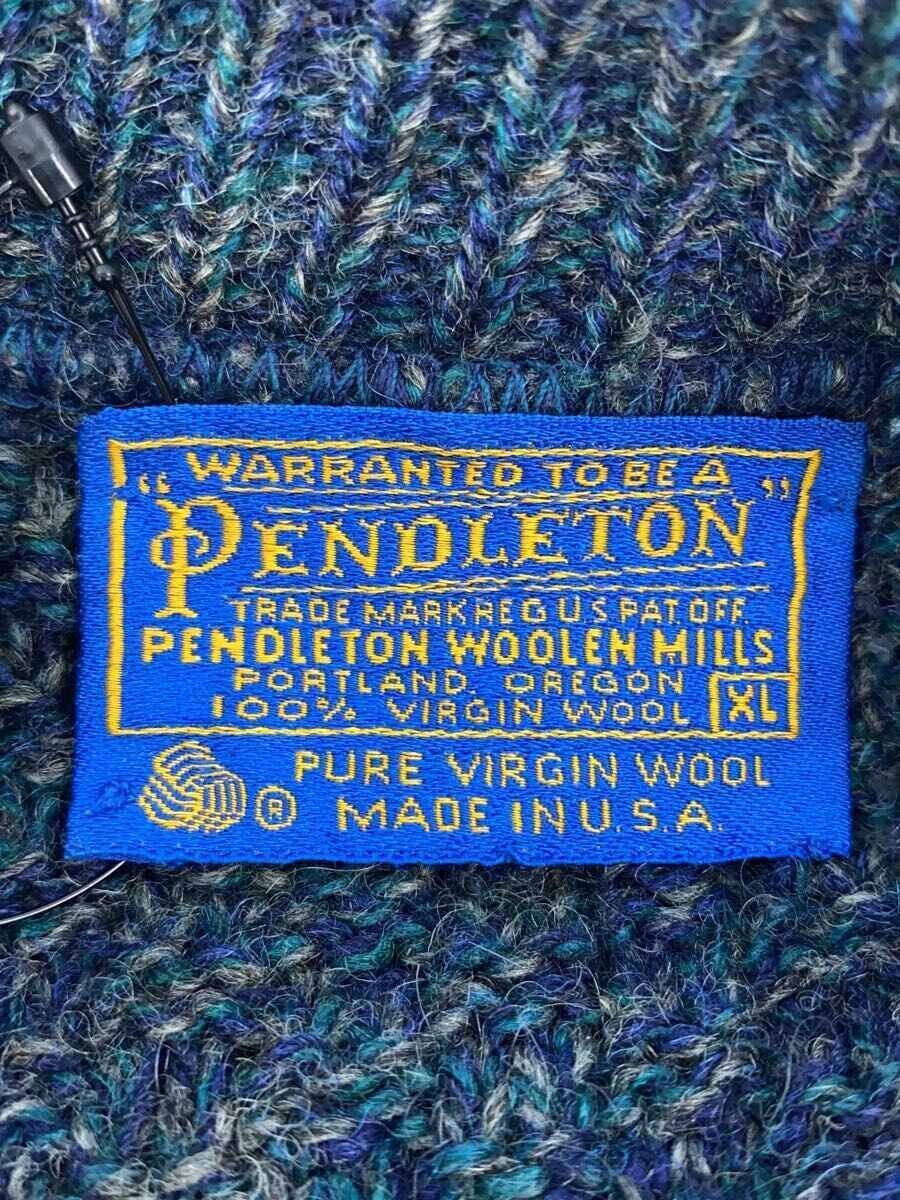 WARRANTED TO BE A
“PENDLETON”
TRADE MARK REG U.S. PAT. OFF.
PENDLETON WOOLEN MILLS
PORTLAND, OREGON
100% VIRGIN WOOL XL
PURE VIRGIN WOOL
® MADE IN U.S.A.